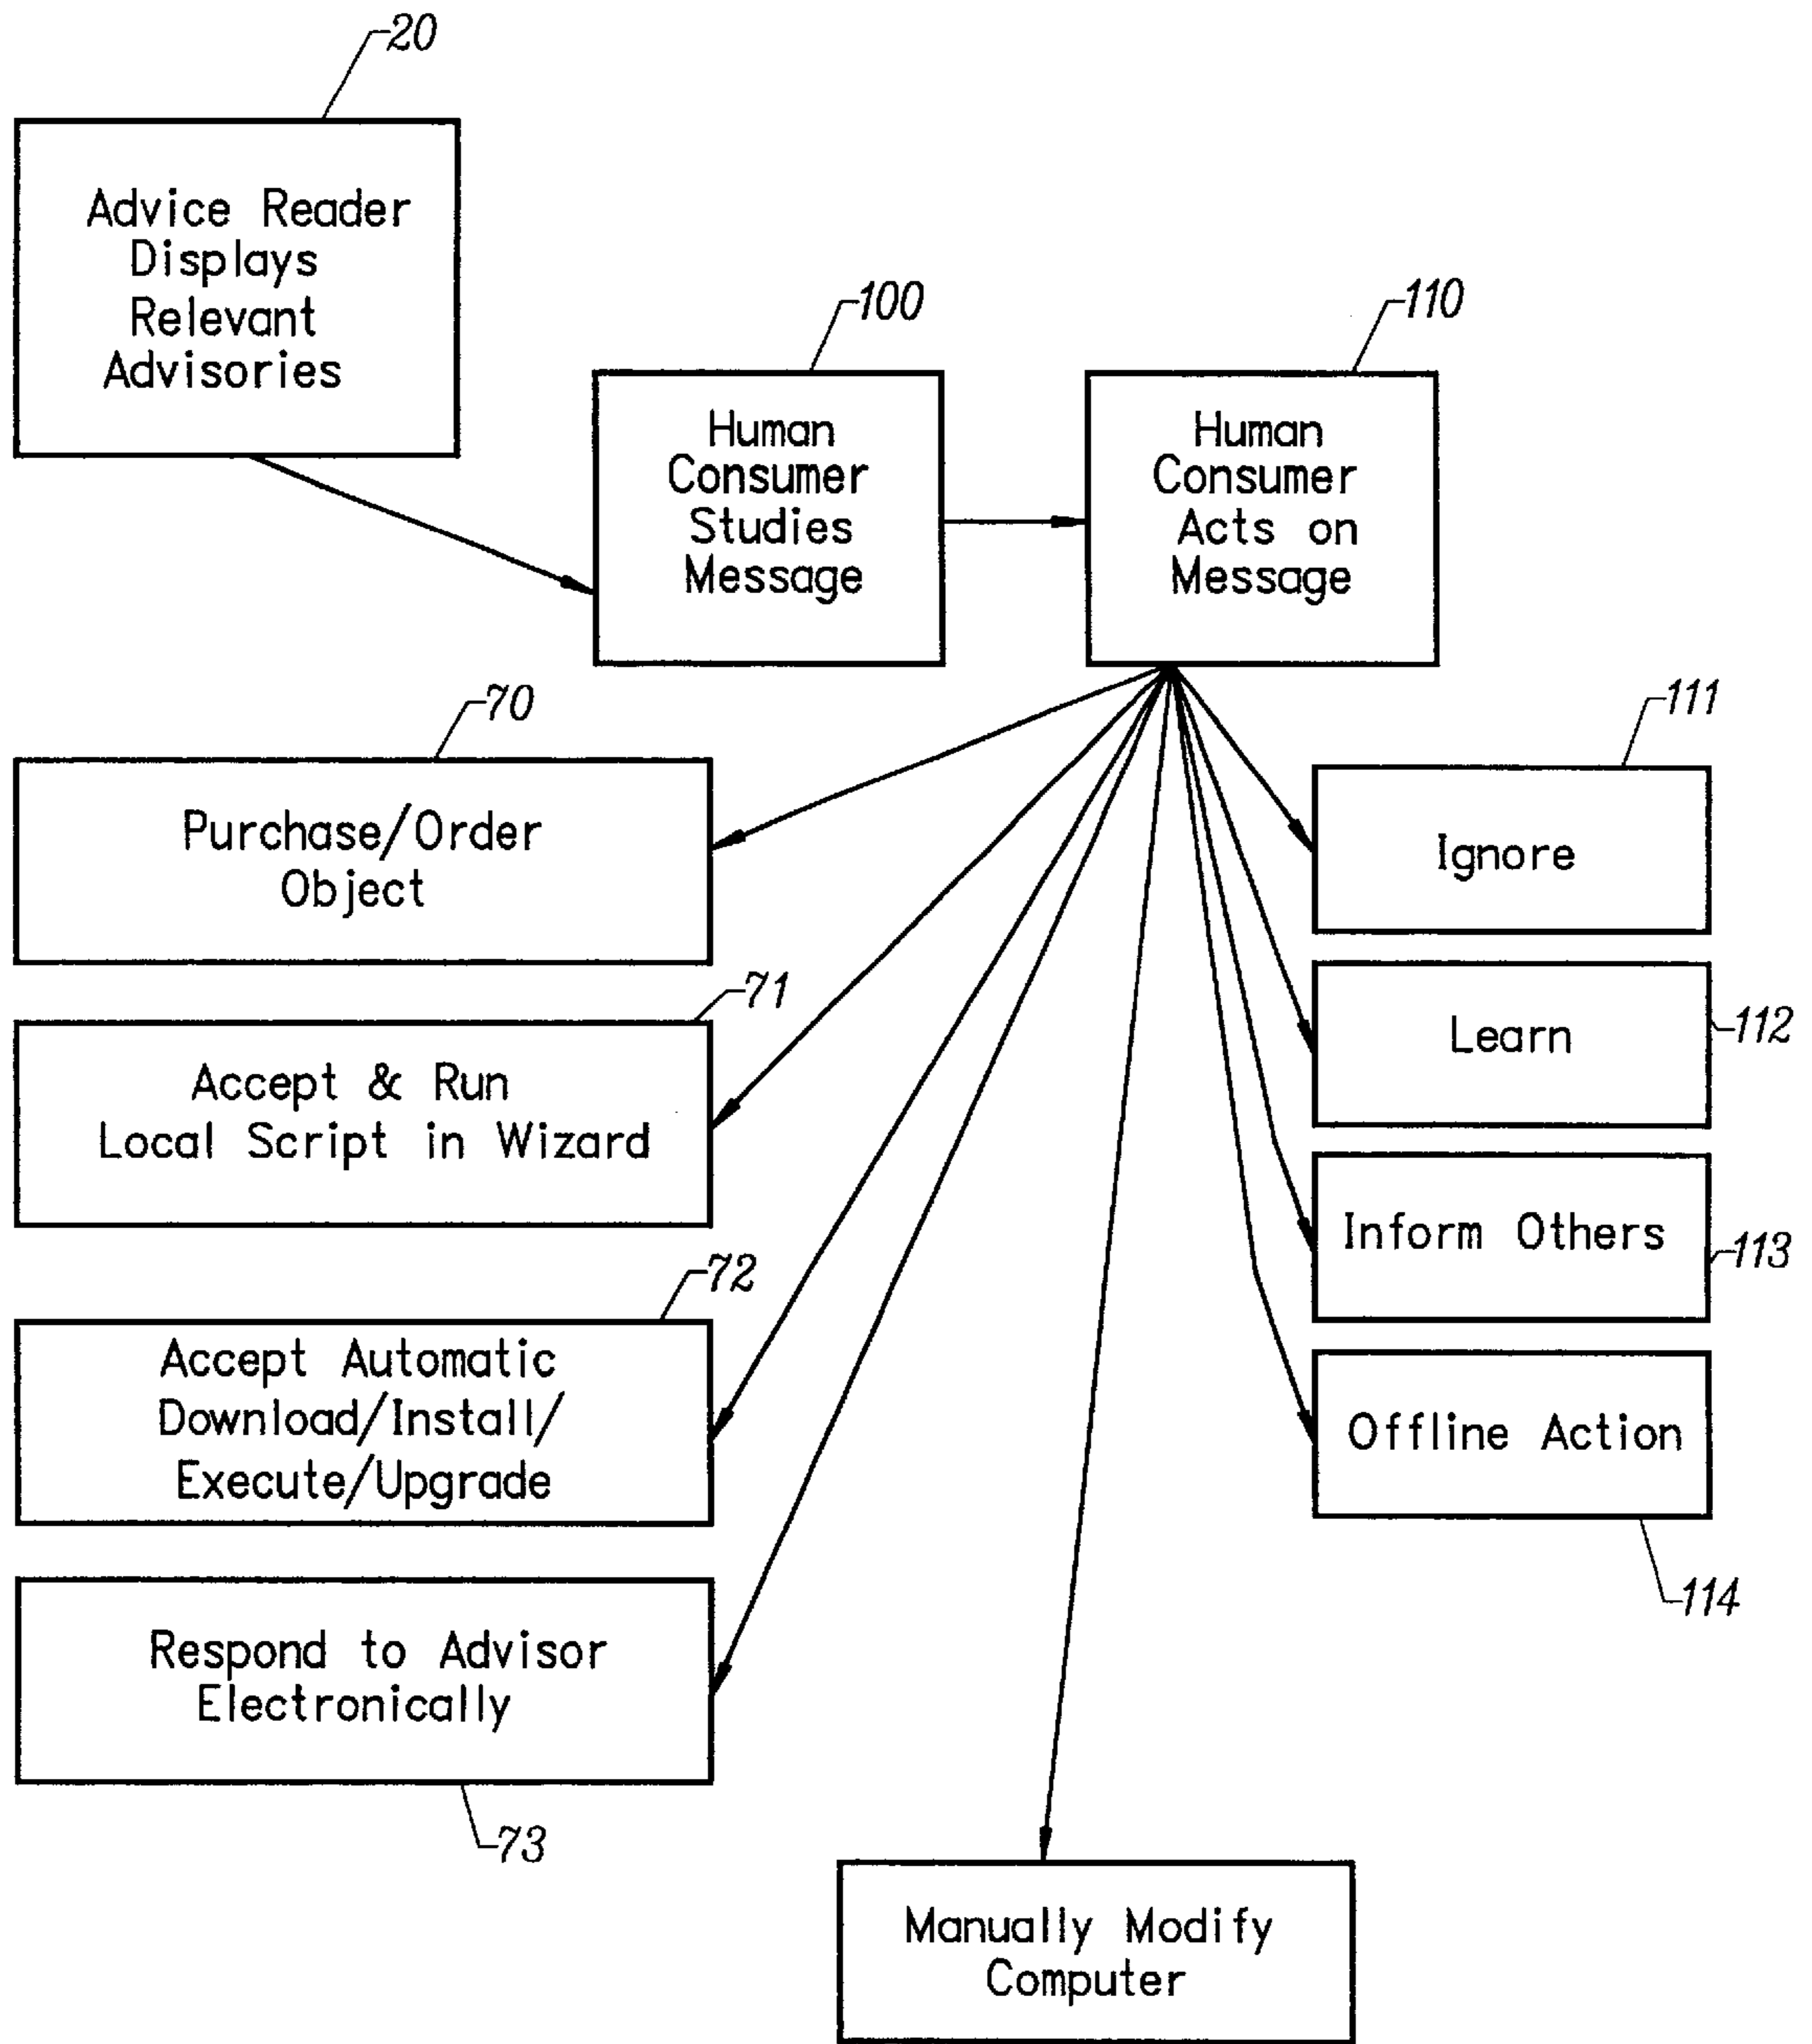 20
Advice Reader
Displays
Relevant
Advisories
100
Human
Consumer
Studies
Message
110
Human
Consumer
Acts on
Message
70
Purchase/Order
Object
71
Accept & Run
Local Script in Wizard
72
Accept Automatic
Download/Install/
Execute/Upgrade
Respond to Advisor
Electronically
73
111
Ignore
Learn
112
Inform Others
113
Offline Action
114
Manually Modify
Computer